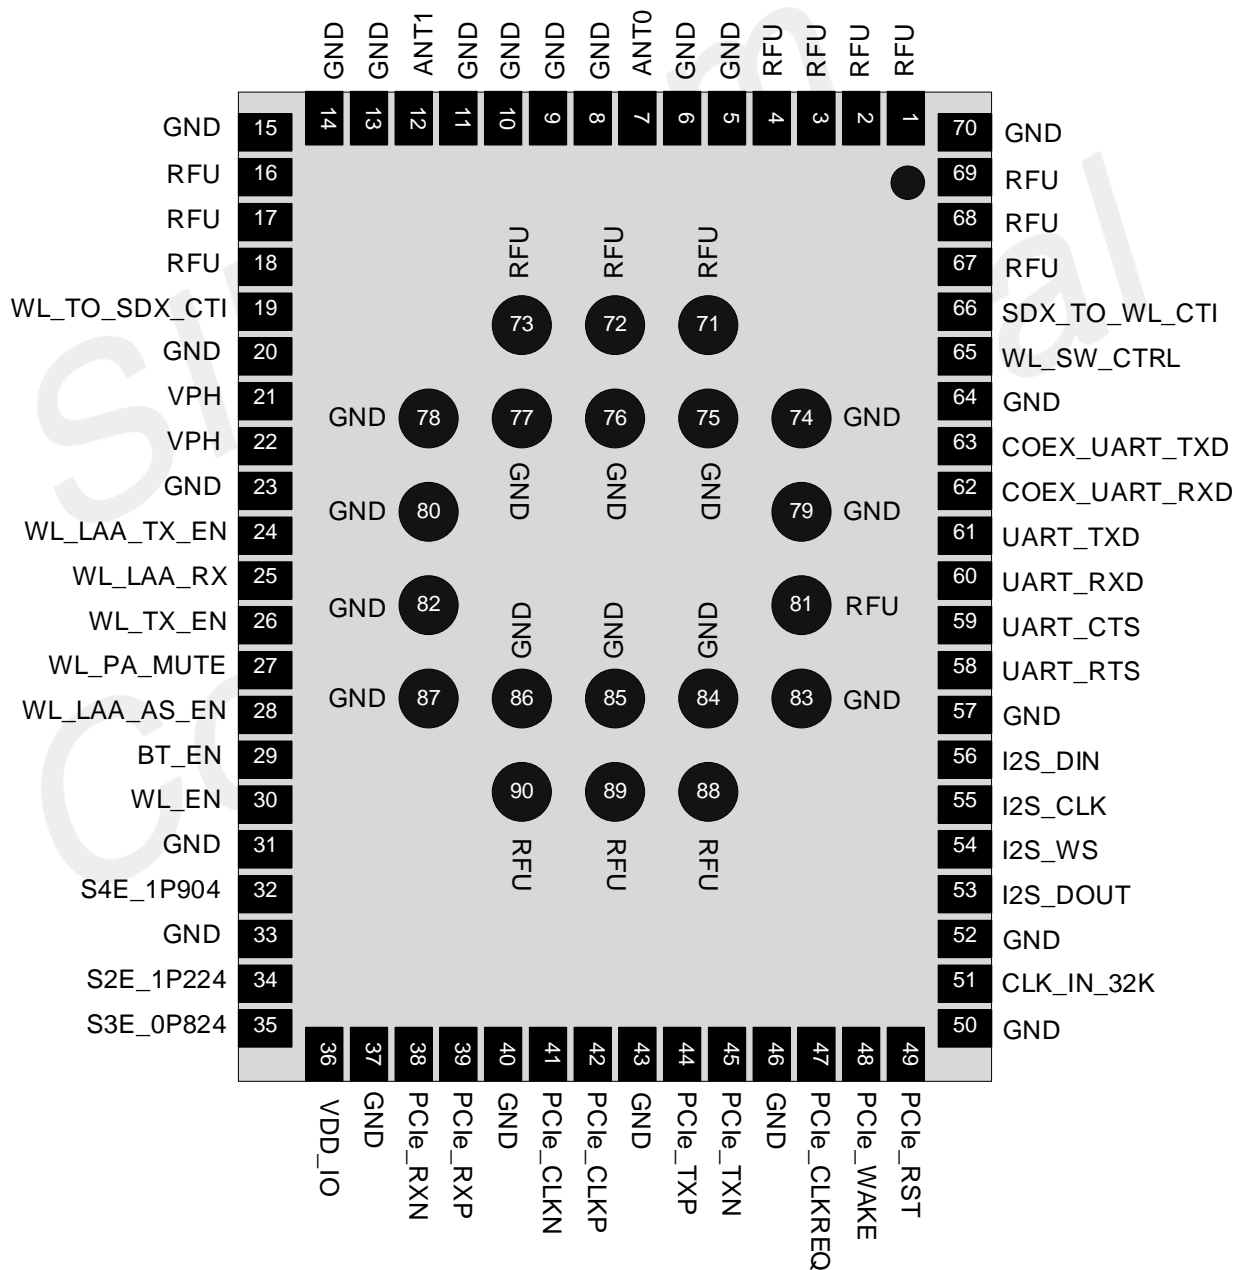 GND GND ANT1 GND GND GND GND ANT0 GND GND RFU RFU RFU RFU
14 13 12 11 10 9 8 7 6 5 4 3 2 1
GND 15 70 GND
RFU 16 69 RFU
RFU 17 68 RFU
RFU 18 67 RFU
RFU RFU RFU
WL_TO_SDX_CTI 19 66 SDX_TO_WL_CTI
73 72 71
GND 20 65 WL_SW_CTRL
VPH 21 64 GND
GND 78 77 76 75 74 GND
VPH 22 63 COEX_UART_TXD
GND GND GND
GND 23 62 COEX_UART_RXD
GND 80 79 GND
WL_LAA_TX_EN 24 61 UART_TXD
WL_LAA_RX 25 60 UART_RXD
GND 82 81 RFU
WL_TX_EN 26 59 UART_CTS
GND GND GND
WL_PA_MUTE 27 58 UART_RTS
GND 87 86 85 84 83 GND
WL_LAA_AS_EN 28 57 GND
BT_EN 29 56 I2S_DIN
90 89 88
WL_EN 30 55 I2S_CLK
GND 31 54 I2S_WS
RFU RFU RFU
S4E_1P904 32 53 I2S_DOUT
GND 33 52 GND
S2E_1P224 34 51 CLK_IN_32K
S3E_0P824 35 50 GND
36 37 38 39 40 41 42 43 44 45 46 47 48 49
VDD_IO GND PCIe_RXN PCIe_RXP GND PCIe_CLKN PCIe_CLKP GND PCIe_TXP PCIe_TXN GND PCIe_CLKREQ PCIe_WAKE PCIe_RST